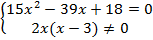 15x² − 39x + 18 = 0
2x(x − 3) ≠ 0